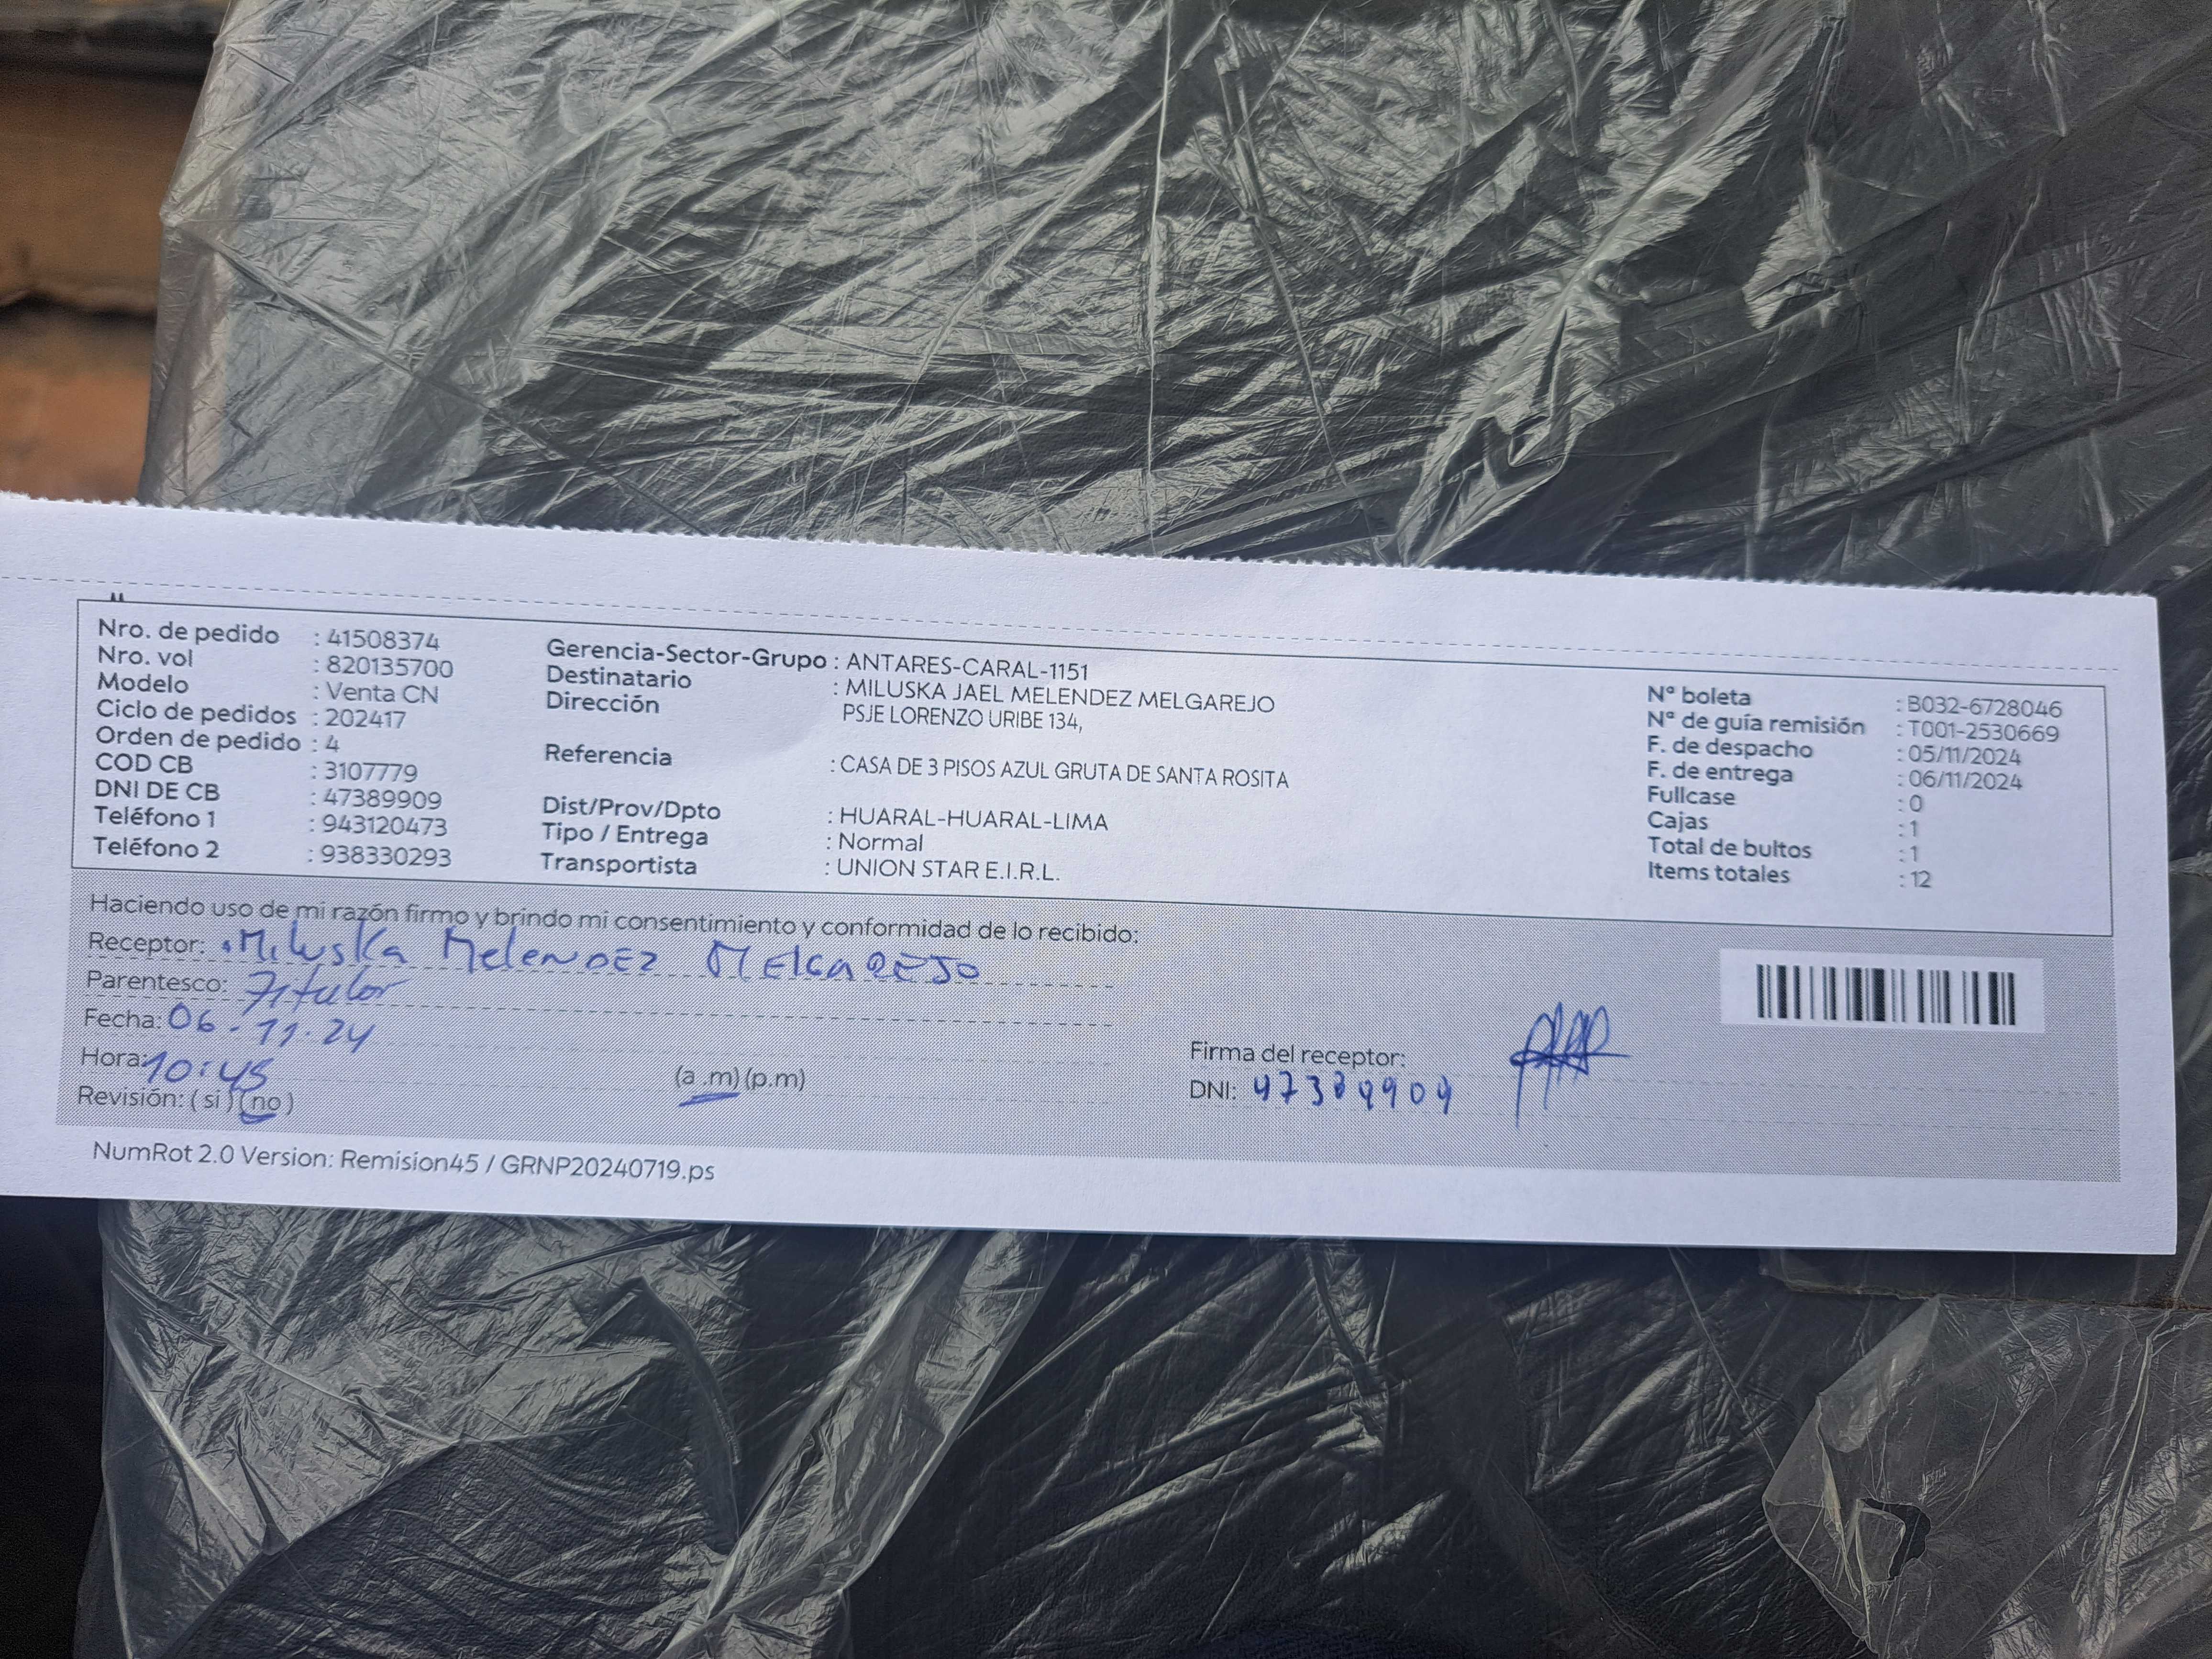 Nro. de pedido : 41508374
Nro. vol : 820135700
Modelo : Venta CN
Ciclo de pedidos : 202417
Orden de pedido : 4
COD CB : 3107779
DNI DE CB : 47389909
Teléfono 1 : 943120473
Teléfono 2 : 938330293
Gerencia-Sector-Grupo : ANTARES-CARAL-1151
Destinatario : MILUSKA JAEL MELENDEZ MELGAREJO
Dirección PSJE LORENZO URIBE 134,
Referencia : CASA DE 3 PISOS AZUL GRUTA DE SANTA ROSITA
Dist/Prov/Dpto : HUARAL-HUARAL-LIMA
Tipo / Entrega : Normal
Transportista : UNION STAR E.I.R.L.
N° boleta : B032-6728046
N° de guía remisión : T001-2530669
F. de despacho : 05/11/2024
F. de entrega : 06/11/2024
Fullcase : 0
Cajas : 1
Total de bultos : 1
Items totales : 12
Haciendo uso de mi razón firmo y brindo mi consentimiento y conformidad de lo recibido:
Receptor: Miluska Melendez Melgarejo
Parentesco: Titular
Fecha: 06-11-24
Hora: 10:45 (a .m) (p.m)
Revisión: ( si ) ( no )
Firma del receptor:
DNI: 47389909
NumRot 2.0 Version: Remision45 / GRNP20240719.ps